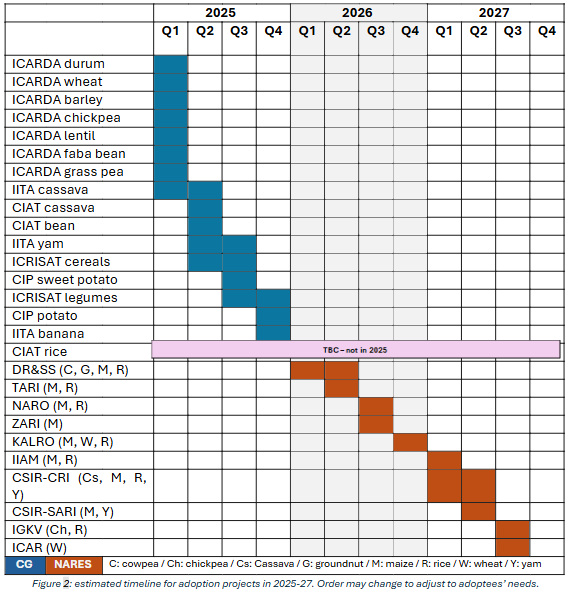 2025 2026 2027
Q1 Q2 Q3 Q4 Q1 Q2 Q3 Q4 Q1 Q2 Q3 Q4
ICARDA durum
ICARDA wheat
ICARDA barley
ICARDA chickpea
ICARDA lentil
ICARDA faba bean
ICARDA grass pea
IITA cassava
CIAT cassava
CIAT bean
IITA yam
ICRISAT cereals
CIP sweet potato
ICRISAT legumes
CIP potato
IITA banana
CIAT rice TBC – not in 2025
DR&SS (C, G, M, R)
TARI (M, R)
NARO (M, R)
ZARI (M)
KALRO (M, W, R)
IIAM (M, R)
CSIR-CRI (Cs, M, R,
Y)
CSIR-SARI (M, Y)
IGKV (Ch, R)
ICAR (W)
CG NARES C: cowpea / Ch: chickpea / Cs: Cassava / G: groundnut / M: maize / R: rice / W: wheat / Y: yam
Figure 2: estimated timeline for adoption projects in 2025-27. Order may change to adjust to adoptees' needs.